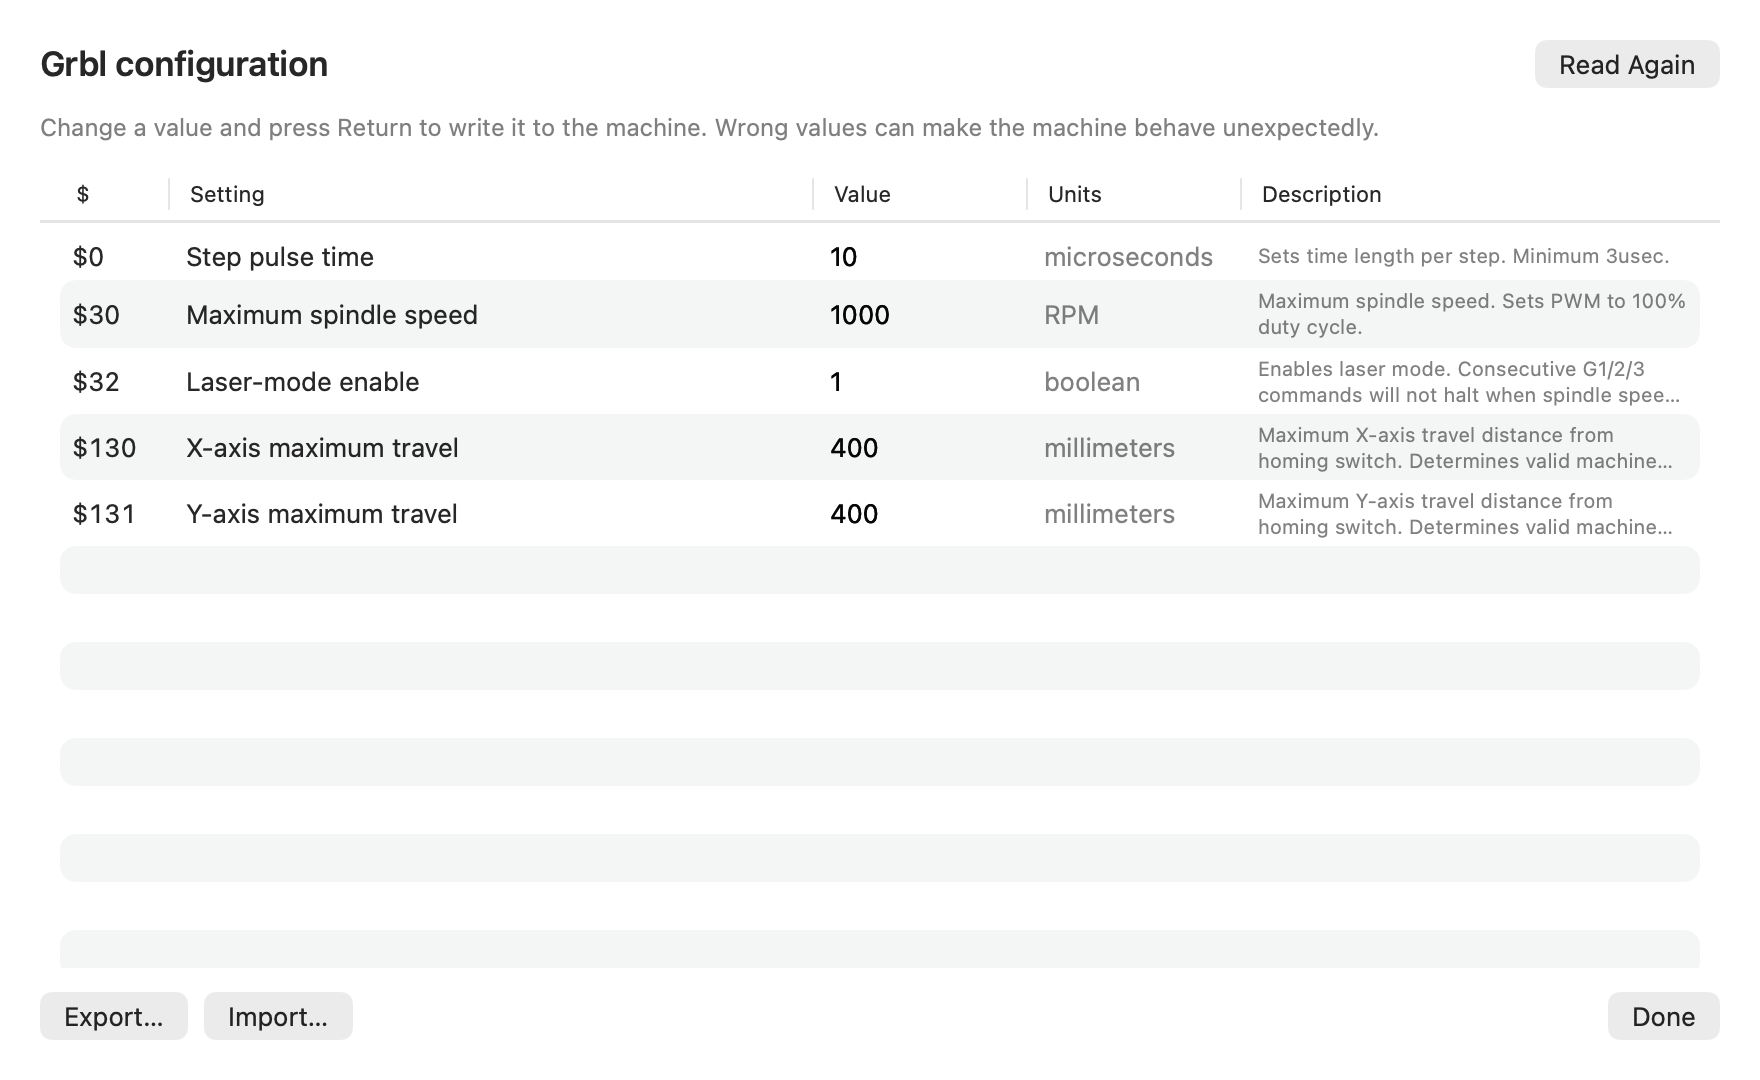 Grbl configuration
Read Again
Change a value and press Return to write it to the machine. Wrong values can make the machine behave unexpectedly.
$ Setting Value Units Description
$0 Step pulse time 10 microseconds Sets time length per step. Minimum 3usec.
$30 Maximum spindle speed 1000 RPM Maximum spindle speed. Sets PWM to 100%
duty cycle.
$32 Laser-mode enable 1 boolean Enables laser mode. Consecutive G1/2/3
commands will not halt when spindle spee...
$130 X-axis maximum travel 400 millimeters Maximum X-axis travel distance from
homing switch. Determines valid machine...
$131 Y-axis maximum travel 400 millimeters Maximum Y-axis travel distance from
homing switch. Determines valid machine...
Export... Import... Done